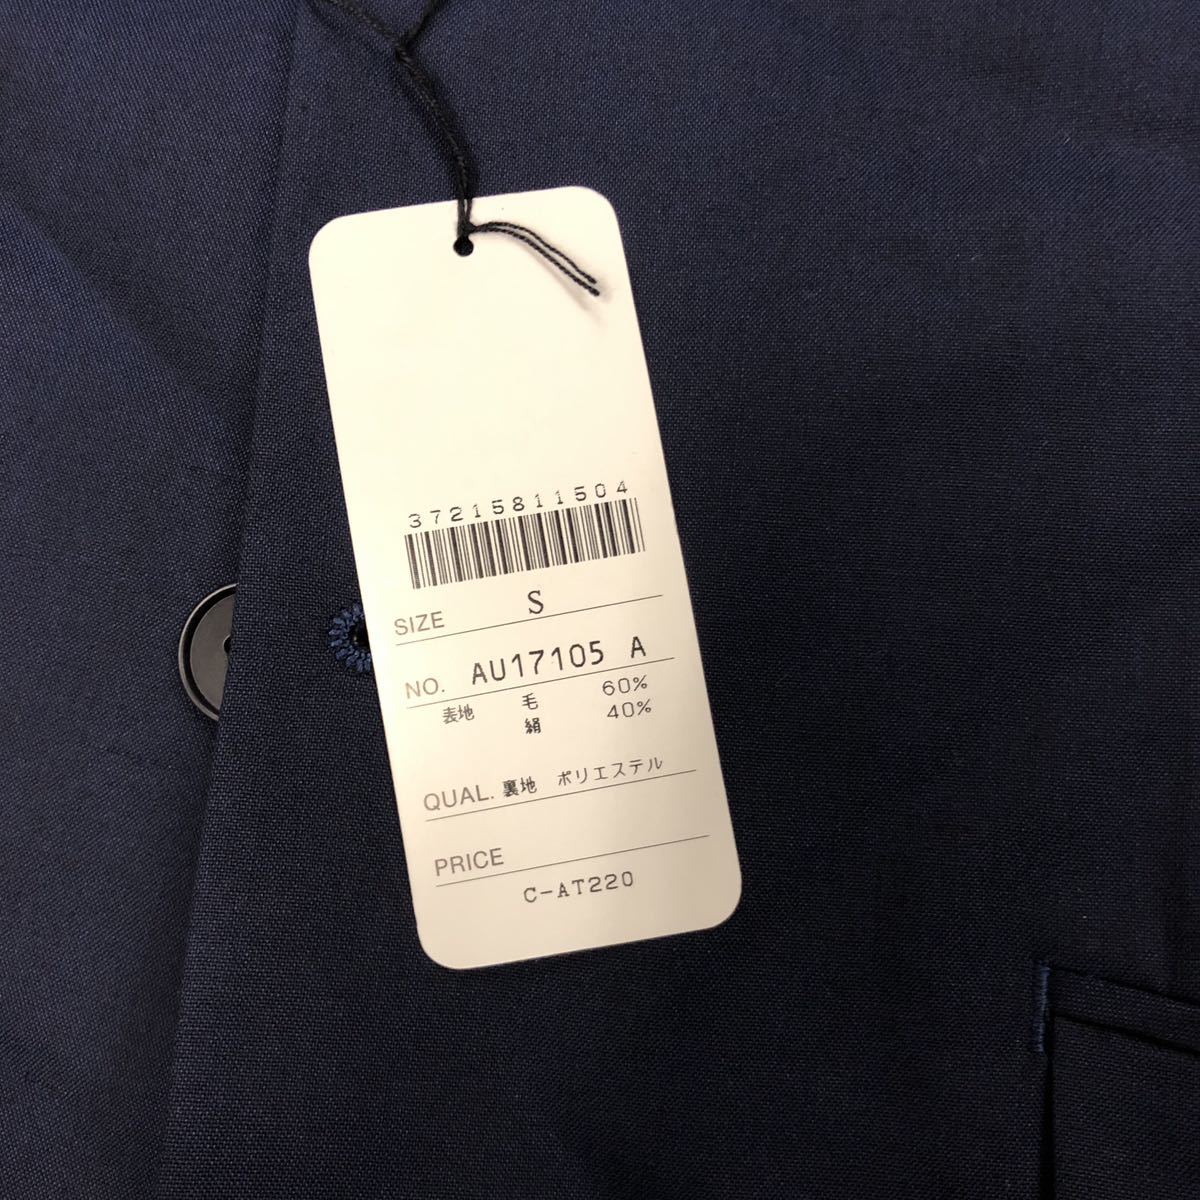 37215811504
SIZE S
NO. AU17105 A
表地 毛 60%
絹 40%
QUAL. 裏地 ポリエステル
PRICE
C-AT220